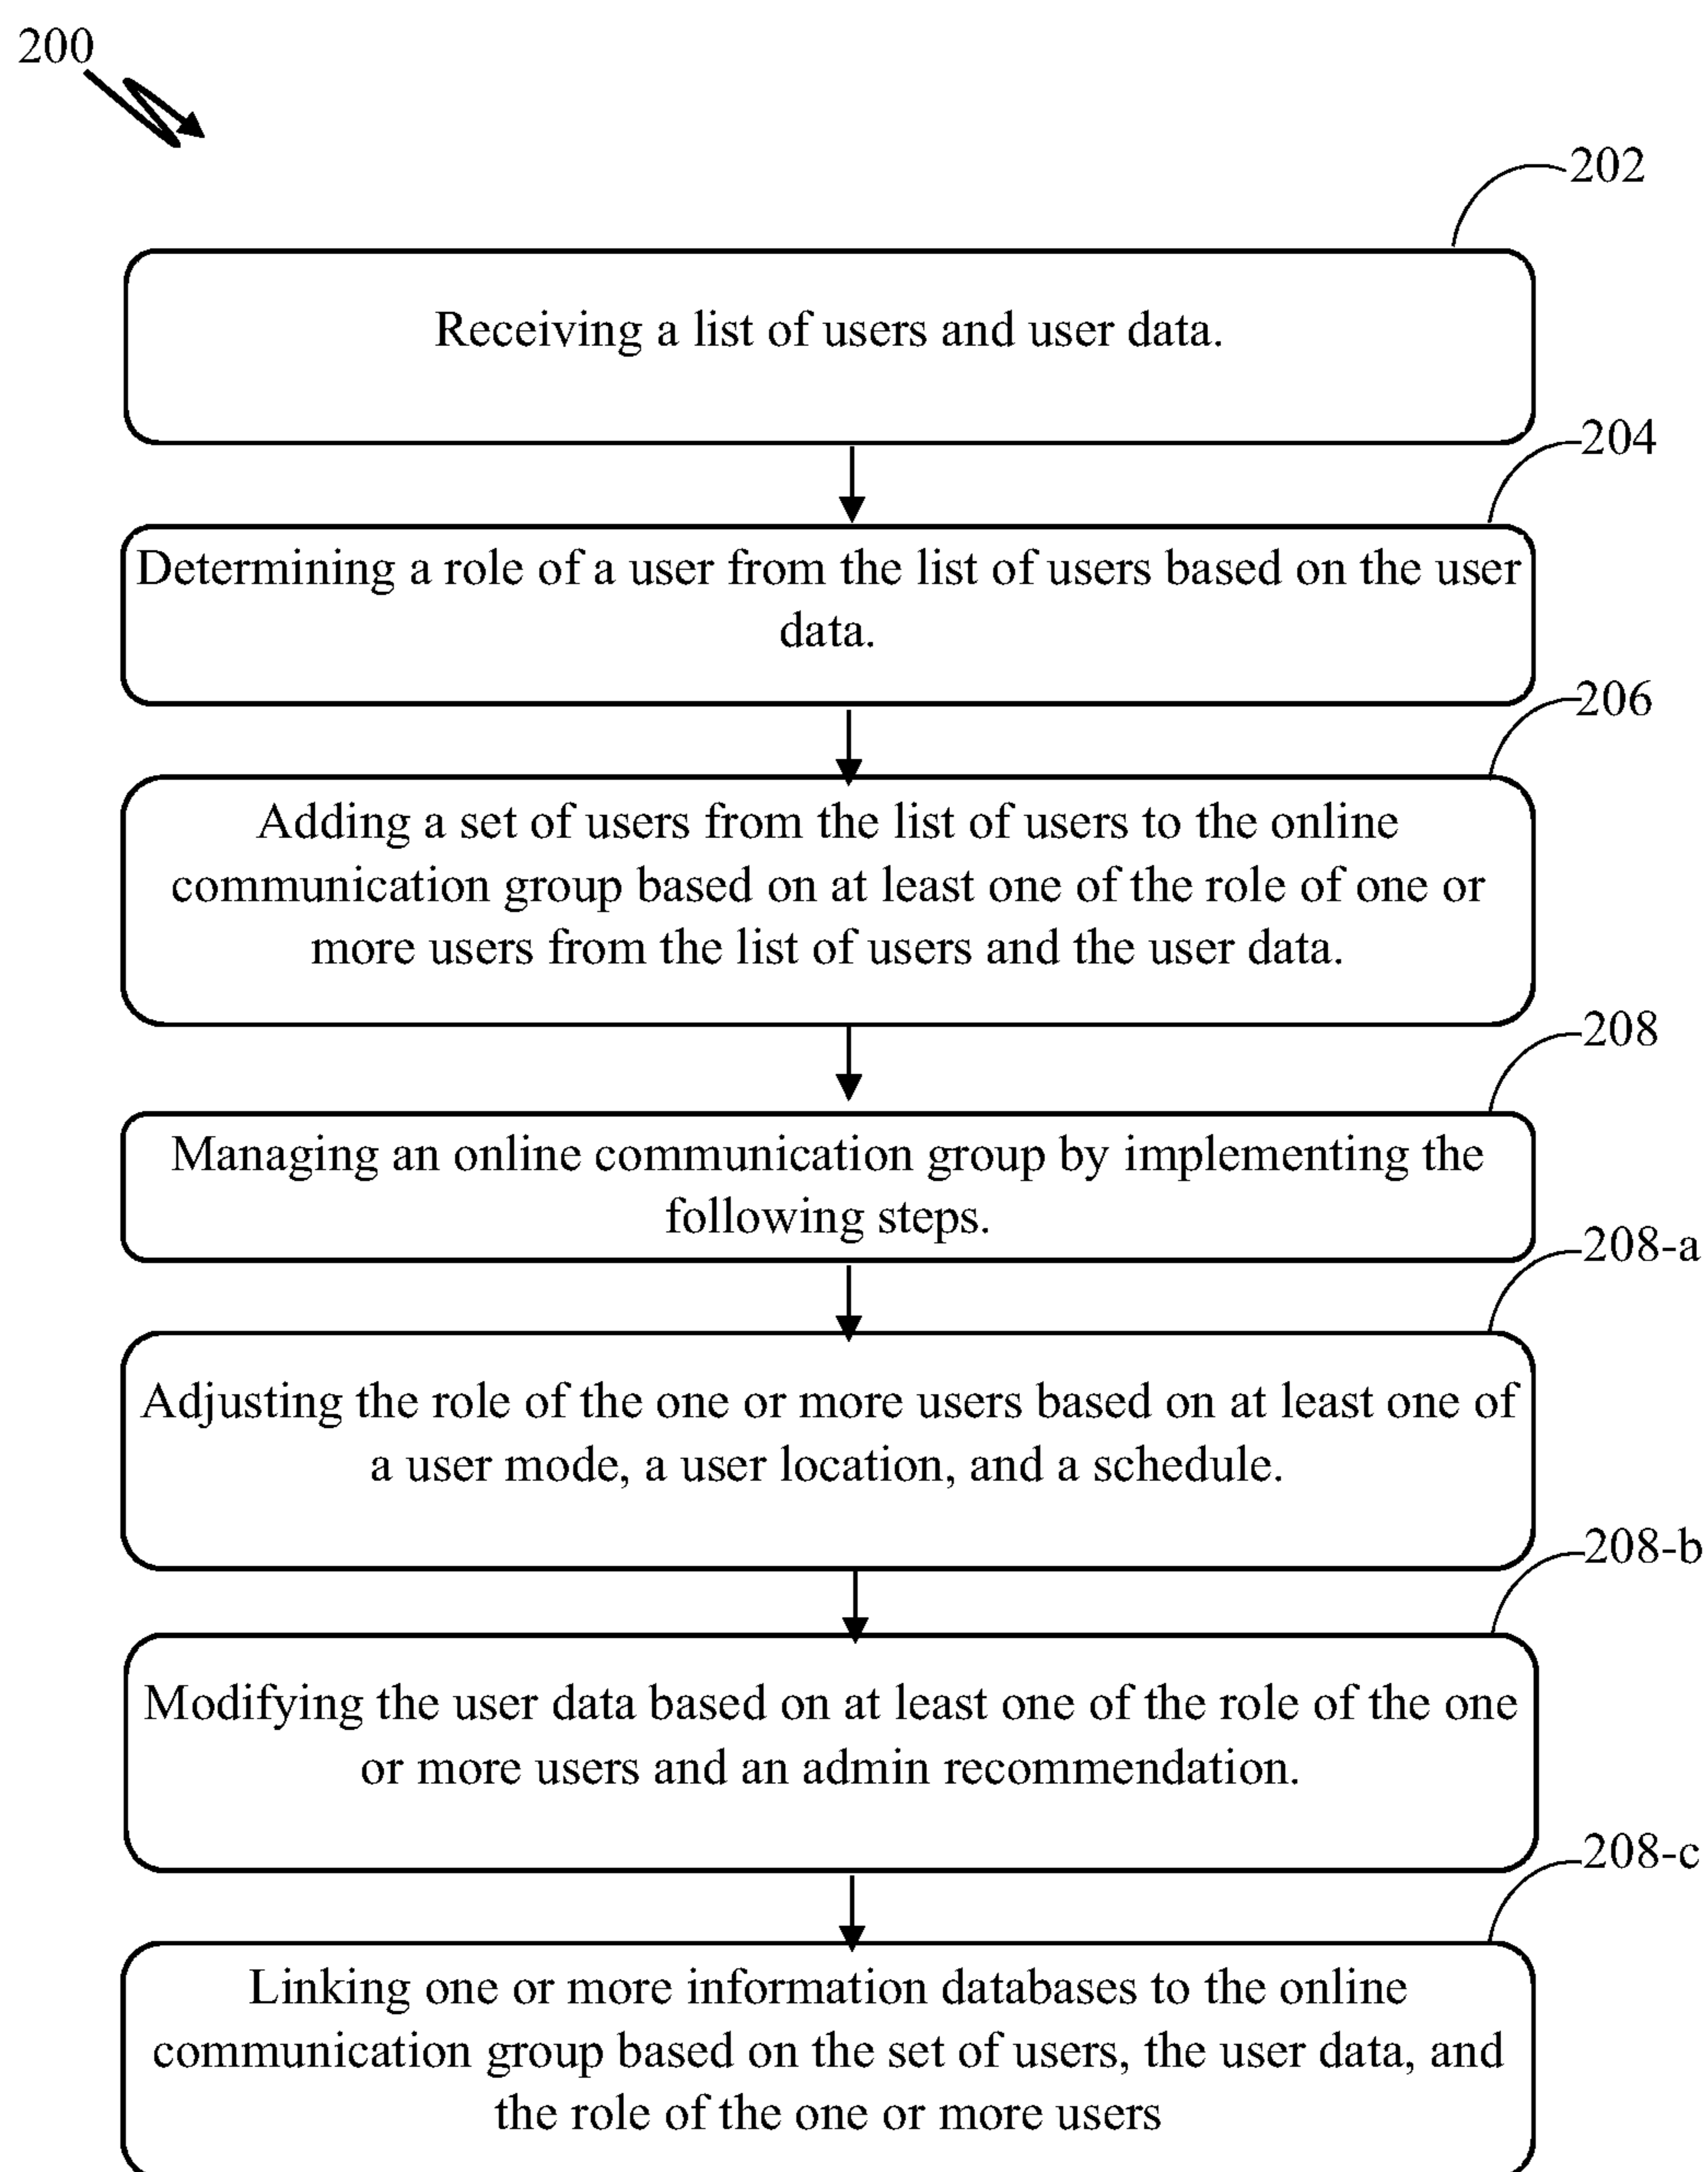 200
202
Receiving a list of users and user data.
204
Determining a role of a user from the list of users based on the user
data.
206
Adding a set of users from the list of users to the online
communication group based on at least one of the role of one or
more users from the list of users and the user data.
208
Managing an online communication group by implementing the
following steps.
208-a
Adjusting the role of the one or more users based on at least one of
a user mode, a user location, and a schedule.
208-b
Modifying the user data based on at least one of the role of the one
or more users and an admin recommendation.
208-c
Linking one or more information databases to the online
communication group based on the set of users, the user data, and
the role of the one or more users